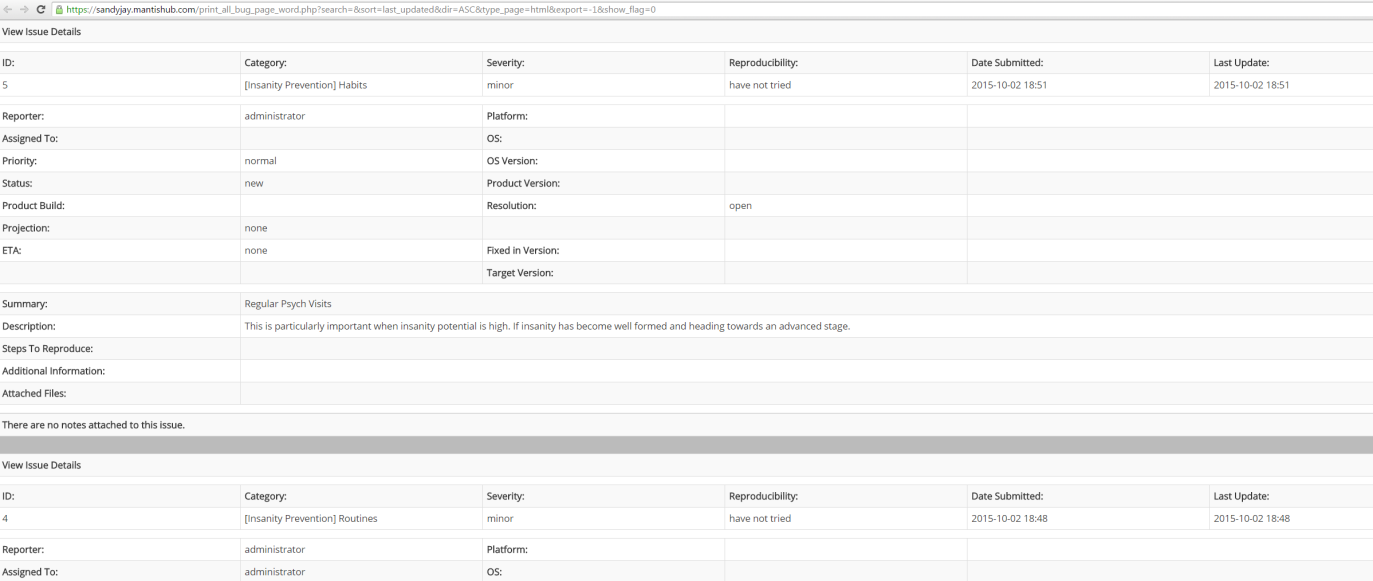 https://sandyjay.mantishub.com/print_all_bug_page_word.php?search=&sort=last_updated&dir=ASC&type_page=html&export=-1&show_flag=0
View Issue Details
ID: Category: Severity: Reproducibility: Date Submitted: Last Update:
5 [Insanity Prevention] Habits minor have not tried 2015-10-02 18:51 2015-10-02 18:51
Reporter: administrator Platform:
Assigned To: OS:
Priority: normal OS Version:
Status: new Product Version:
Product Build: Resolution: open
Projection: none
ETA: none Fixed in Version:
Target Version:
Summary: Regular Psych Visits
Description: This is particularly important when insanity potential is high. If insanity has become well formed and heading towards an advanced stage.
Steps To Reproduce:
Additional Information:
Attached Files:
There are no notes attached to this issue.
View Issue Details
ID: Category: Severity: Reproducibility: Date Submitted: Last Update:
4 [Insanity Prevention] Routines minor have not tried 2015-10-02 18:48 2015-10-02 18:48
Reporter: administrator Platform:
Assigned To: administrator OS: